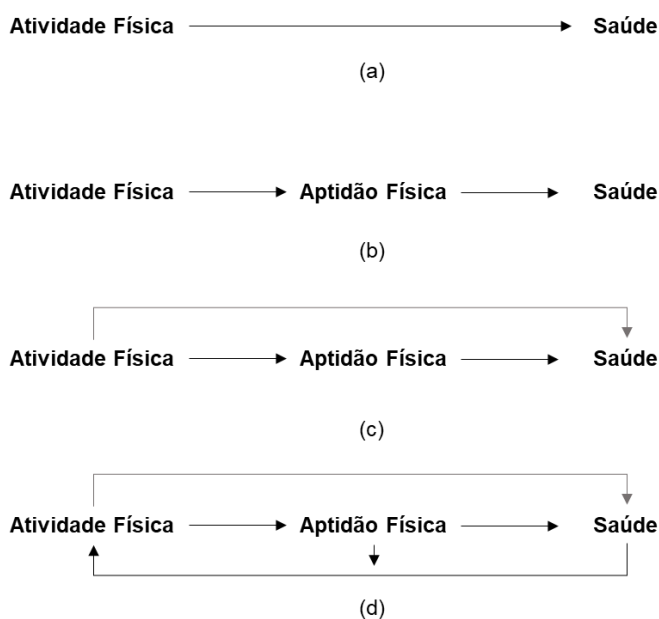 Atividade Física Saúde
(a)
Atividade Física Aptidão Física Saúde
(b)
Atividade Física Aptidão Física Saúde
(c)
Atividade Física Aptidão Física Saúde
(d)